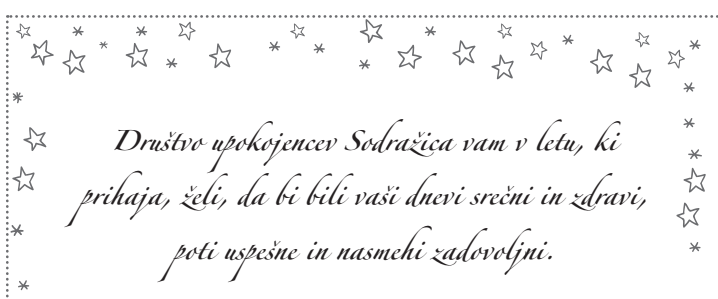 Društvo upokojencev Sodražica vam v letu, ki
prihaja, želi, da bi bili vaši dnevi srečni in zdravi,
poti uspešne in nasmehi zadovoljni.